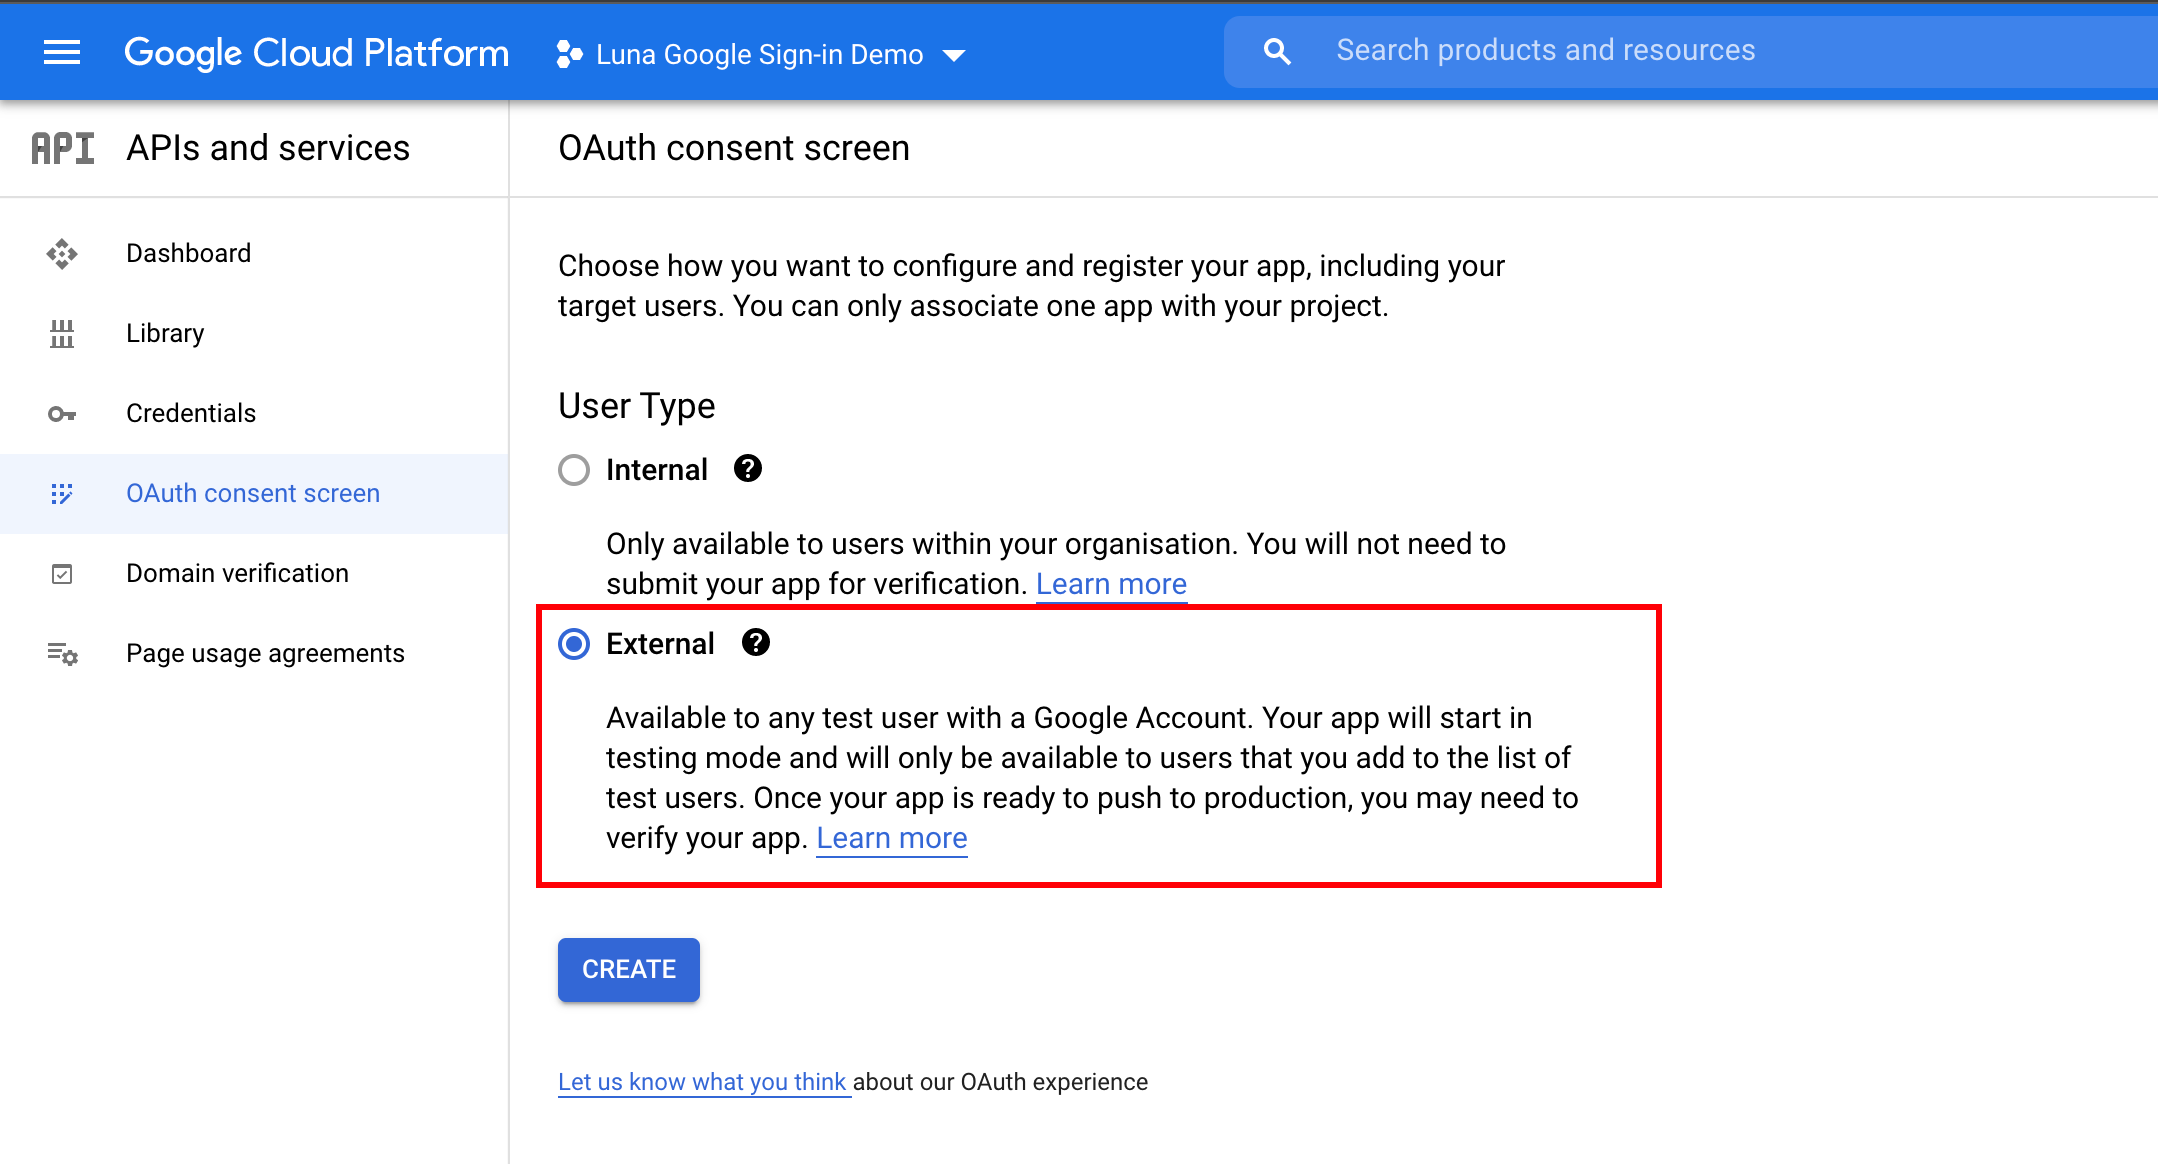 Google Cloud Platform
Luna Google Sign-in Demo
Search products and resources
API
APIs and services
OAuth consent screen
Dashboard
Library
Credentials
OAuth consent screen
Domain verification
Page usage agreements
Choose how you want to configure and register your app, including your
target users. You can only associate one app with your project.
User Type
Internal ?
Only available to users within your organisation. You will not need to
submit your app for verification. Learn more
External ?
Available to any test user with a Google Account. Your app will start in
testing mode and will only be available to users that you add to the list of
test users. Once your app is ready to push to production, you may need to
verify your app. Learn more
CREATE
Let us know what you think about our OAuth experience